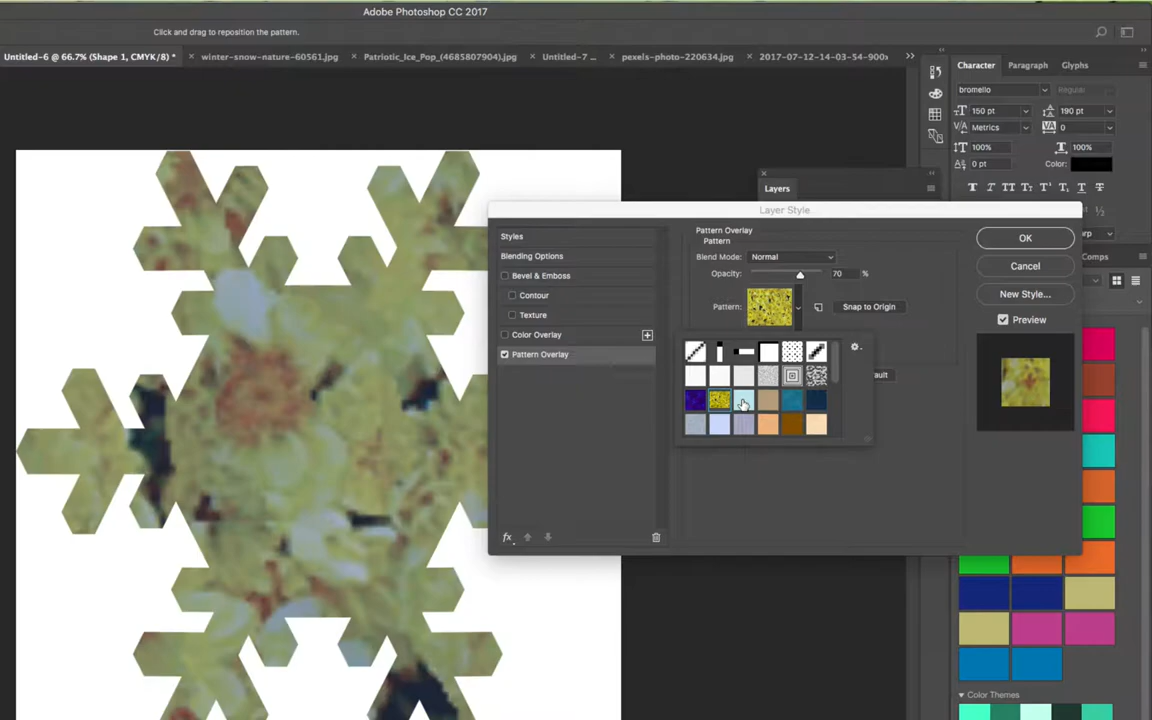 Adobe Photoshop CC 2017
Click and drag to reposition the pattern.
Untitled-6 @ 66.7% (Shape 1, CMYK/8) *
winter-snow-nature-60561.jpg
Patriotic_Ice_Pop_(4685807904).jpg
Untitled-7 ...
pexels-photo-220634.jpg
2017-07-12-14-03-54-900x
Character
Paragraph
Glyphs
bromello
Regular
150 pt
190 pt
Metrics
0
100%
100%
0 pt
Color:
Layers
Layer Style
Styles
Blending Options
Bevel & Emboss
Contour
Texture
Color Overlay
Pattern Overlay
Pattern Overlay
Pattern
Blend Mode: Normal
Opacity: 70 %
Pattern:
Snap to Origin
ault
OK
Cancel
New Style...
Preview
fx
rp
Comps
Color Themes